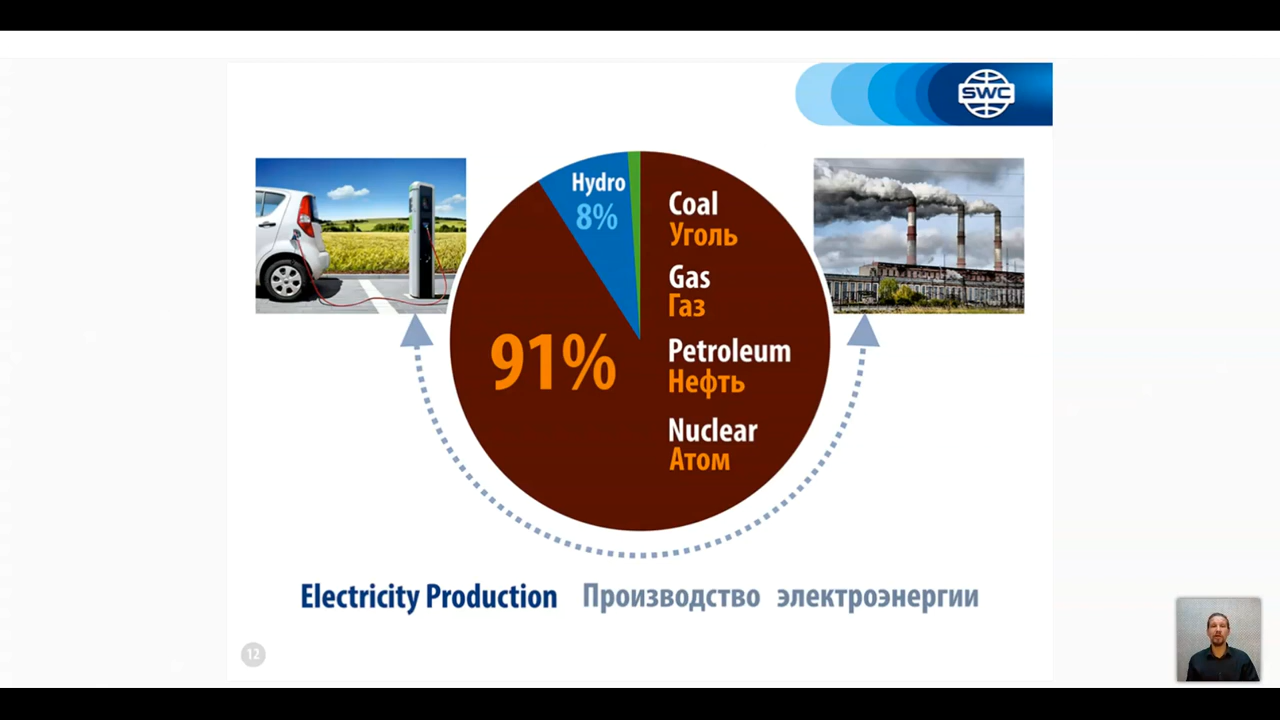 SWC
Hydro
8%
91%
Coal
Уголь
Gas
Газ
Petroleum
Нефть
Nuclear
Атом
Electricity Production Производство электроэнергии
12